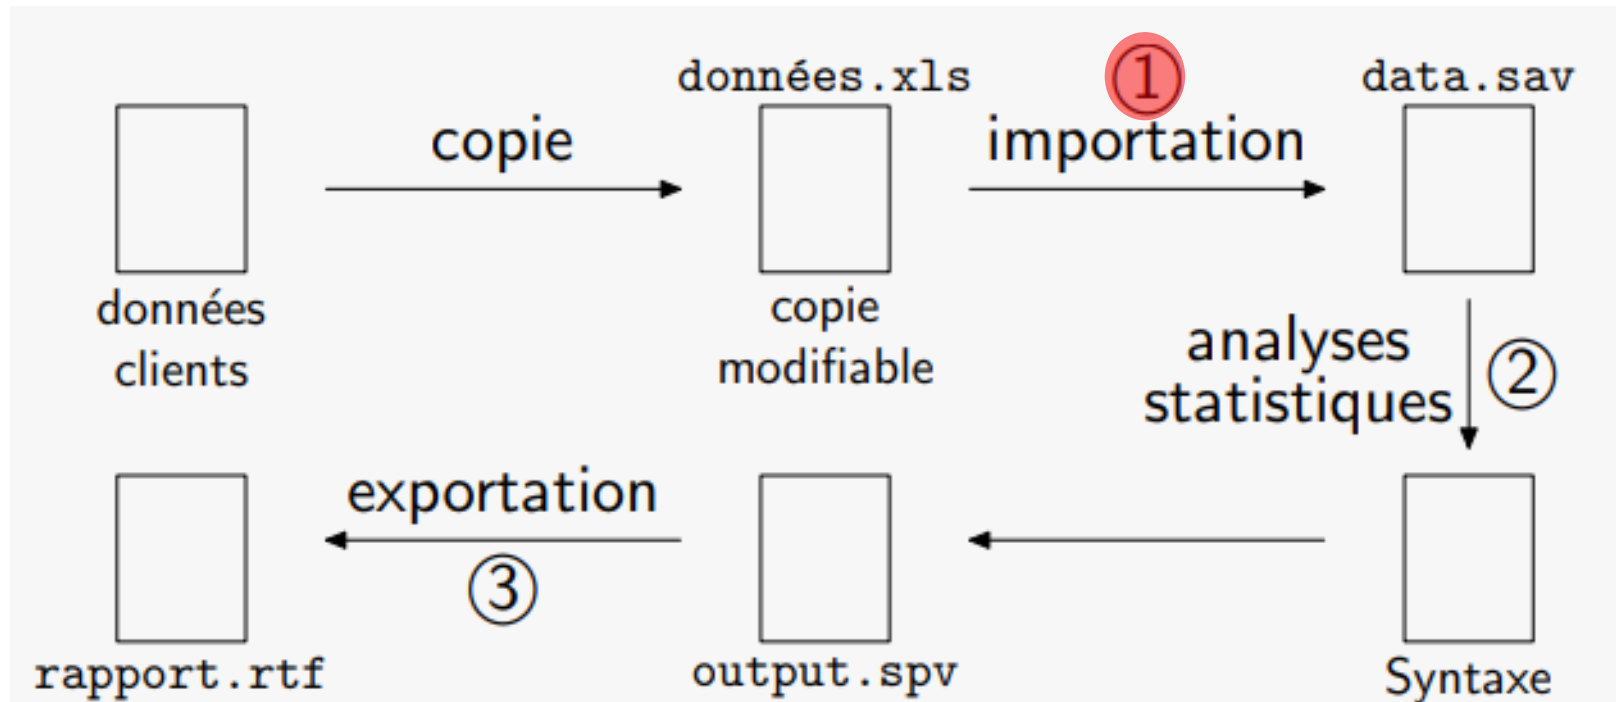 données.xls
①
data.sav
copie
importation
données
clients
copie
modifiable
analyses
statistiques
②
exportation
③
rapport.rtf
output.spv
Syntaxe